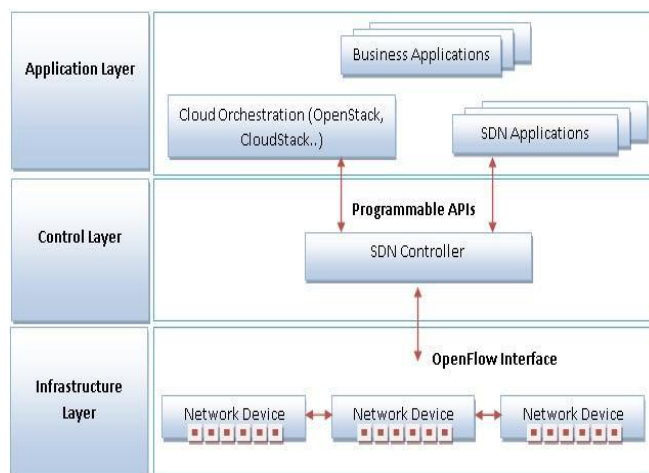 Application Layer
Business Applications
Cloud Orchestration (OpenStack,
CloudStack..)
SDN Applications
Control Layer
Programmable APIs
SDN Controller
Infrastructure
Layer
OpenFlow Interface
Network Device
Network Device
Network Device